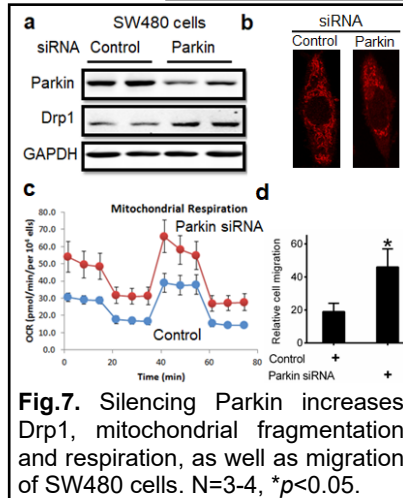 a
SW480 cells
siRNA Control Parkin
Parkin
Drp1
GAPDH
b
siRNA
Control Parkin
c
Mitochondrial Respiration
Parkin siRNA
Control
OCR (pmol/min/per 10⁴ ells)
70.0
60.0
50.0
40.0
30.0
20.0
10.0
0.0
0 20 40 60 80
Time (min)
d
Relative cell migration
60
40
20
0
*
Control +
Parkin siRNA +
Fig.7. Silencing Parkin increases
Drp1, mitochondrial fragmentation
and respiration, as well as migration
of SW480 cells. N=3-4, *p<0.05.